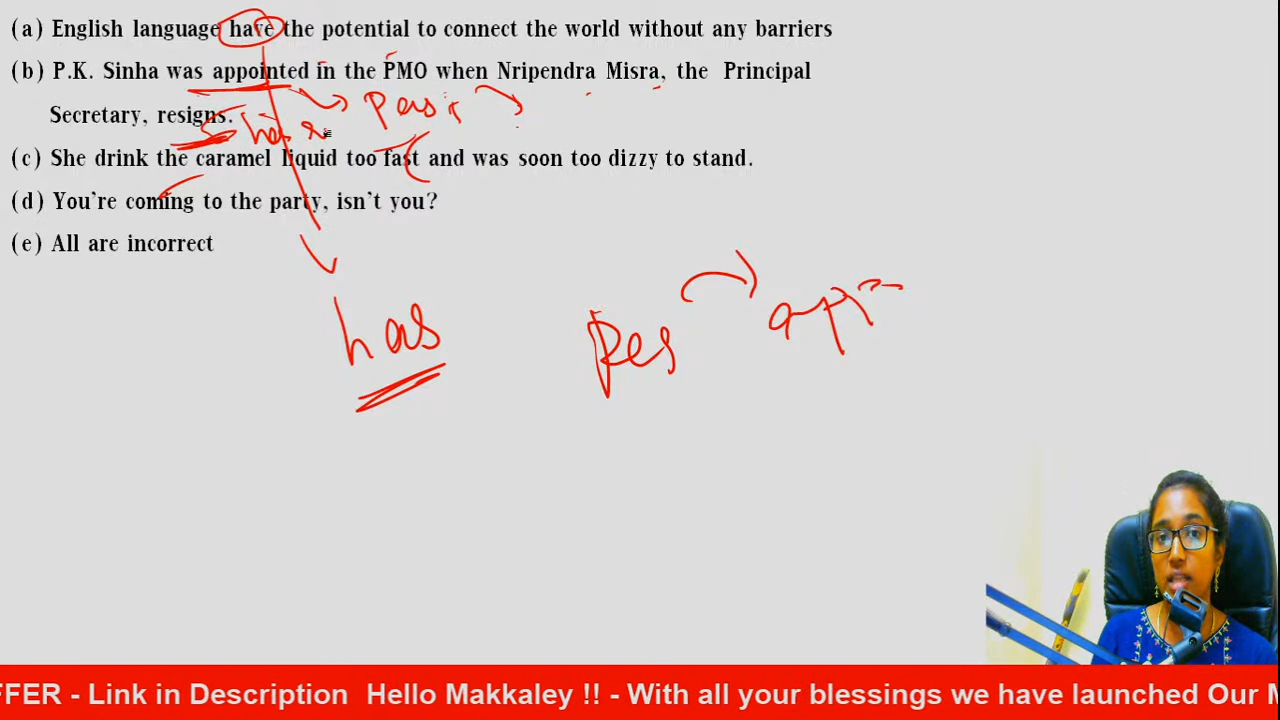 (a) English language have the potential to connect the world without any barriers
(b) P.K. Sinha was appointed in the PMO when Nripendra Misra, the Principal
Secretary, resigns.
(c) She drink the caramel liquid too fast and was soon too dizzy to stand.
(d) You're coming to the party, isn't you?
(e) All are incorrect
has
FFER - Link in Description Hello Makkaley !! - With all your blessings we have launched Our M